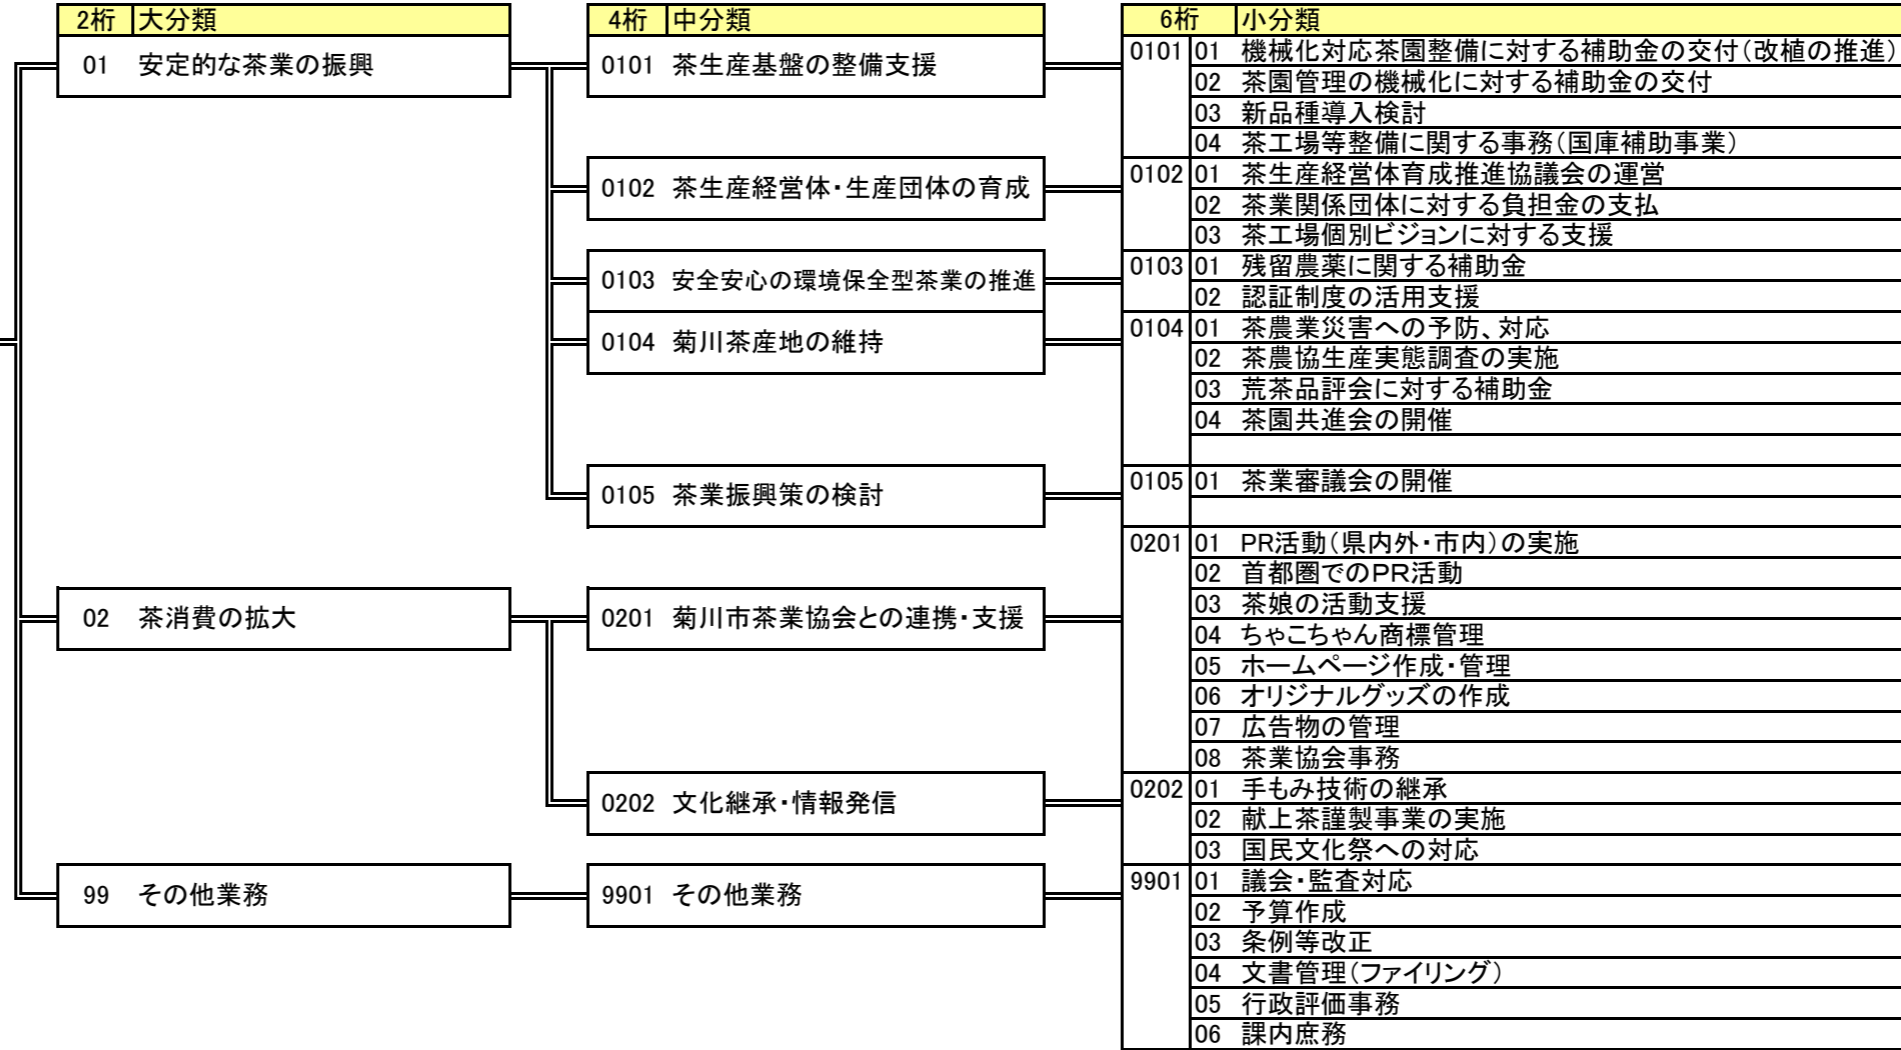 2桁 大分類 4桁 中分類 6桁 小分類
01 安定的な茶業の振興 0101 茶生産基盤の整備支援 0101 01 機械化対応茶園整備に対する補助金の交付（改植の推進）
02 茶園管理の機械化に対する補助金の交付
03 新品種導入検討
04 茶工場等整備に関する事務（国庫補助事業）
0102 茶生産経営体・生産団体の育成 0102 01 茶生産経営体育成推進協議会の運営
02 茶業関係団体に対する負担金の支払
03 茶工場個別ビジョンに対する支援
0103 安全安心の環境保全型茶業の推進 0103 01 残留農薬に関する補助金
02 認証制度の活用支援
0104 菊川茶産地の維持 0104 01 茶農業災害への予防、対応
02 茶農協生産実態調査の実施
03 荒茶品評会に対する補助金
04 茶園共進会の開催
0105 茶業振興策の検討 0105 01 茶業審議会の開催
0201 01 PR活動（県内外・市内）の実施
02 首都圏でのPR活動
02 茶消費の拡大 0201 菊川市茶業協会との連携・支援 03 茶娘の活動支援
04 ちゃこちゃん商標管理
05 ホームページ作成・管理
06 オリジナルグッズの作成
07 広告物の管理
08 茶業協会事務
0202 文化継承・情報発信 0202 01 手もみ技術の継承
02 献上茶謹製事業の実施
03 国民文化祭への対応
99 その他業務 9901 その他業務 9901 01 議会・監査対応
02 予算作成
03 条例等改正
04 文書管理（ファイリング）
05 行政評価事務
06 課内庶務